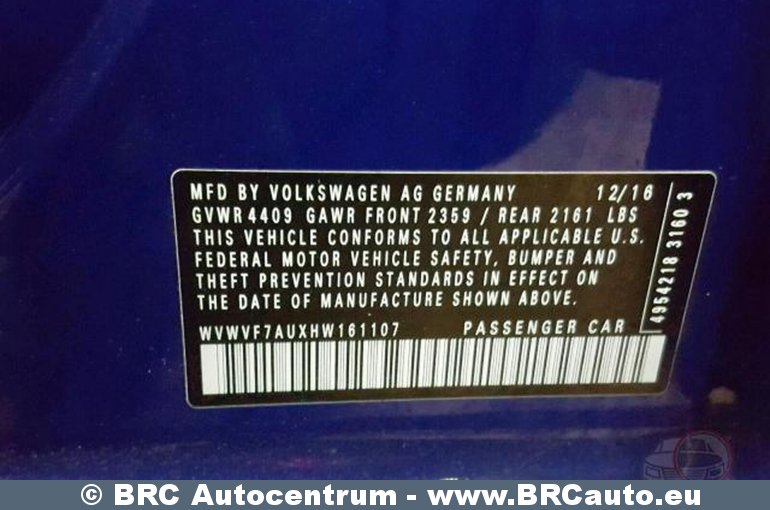 MFD BY VOLKSWAGEN AG GERMANY 12/16
GVWR 4409 GAWR FRONT 2359 / REAR 2161 LBS
THIS VEHICLE CONFORMS TO ALL APPLICABLE U.S.
FEDERAL MOTOR VEHICLE SAFETY, BUMPER AND
THEFT PREVENTION STANDARDS IN EFFECT ON
THE DATE OF MANUFACTURE SHOWN ABOVE.
WVWVF7AUXHW161107 PASSENGER CAR
4954218 3160 3
© BRC Autocentrum - www.BRCauto.eu